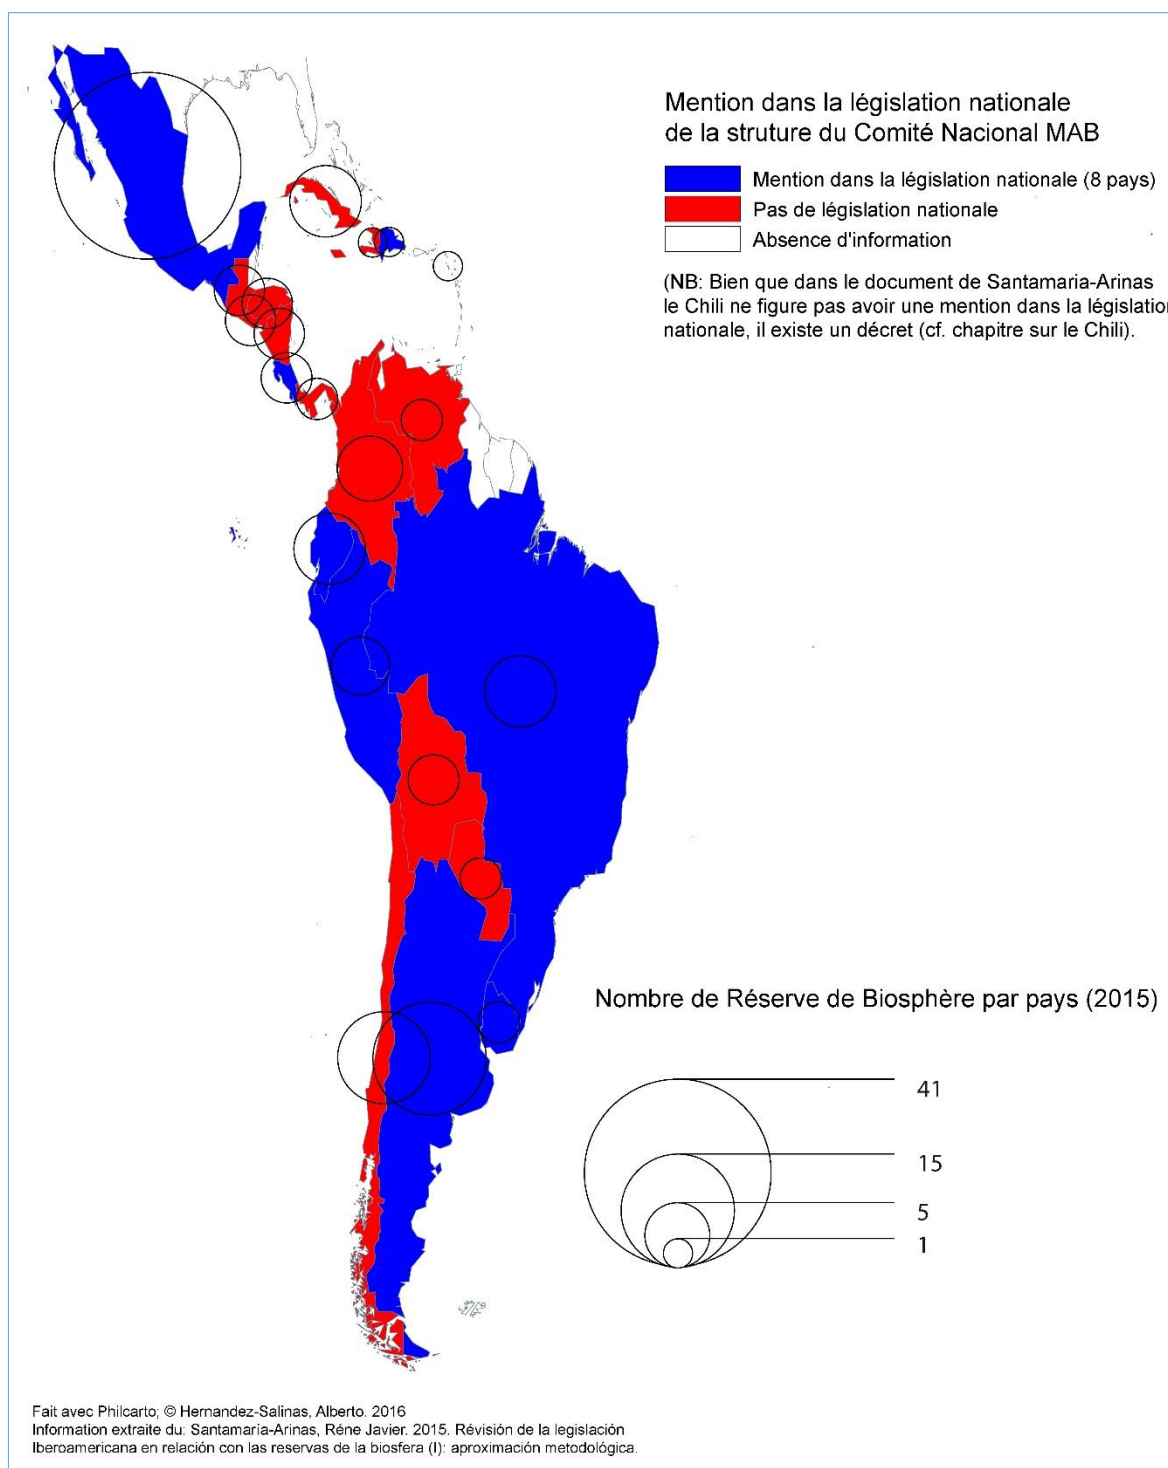 Mention dans la législation nationale
de la struture du Comité Nacional MAB
Mention dans la législation nationale (8 pays)
Pas de législation nationale
Absence d'information
(NB: Bien que dans le document de Santamaria-Arinas
le Chili ne figure pas avoir une mention dans la législation
nationale, il existe un décret (cf. chapitre sur le Chili).
Nombre de Réserve de Biosphère par pays (2015)
41
15
5
1
Fait avec Philcarto; © Hernandez-Salinas, Alberto. 2016
Information extraite du: Santamaría-Arinas, Réne Javier. 2015. Révisión de la legislación
Iberoamericana en relación con las reservas de la biosfera (I): aproximación metodológica.